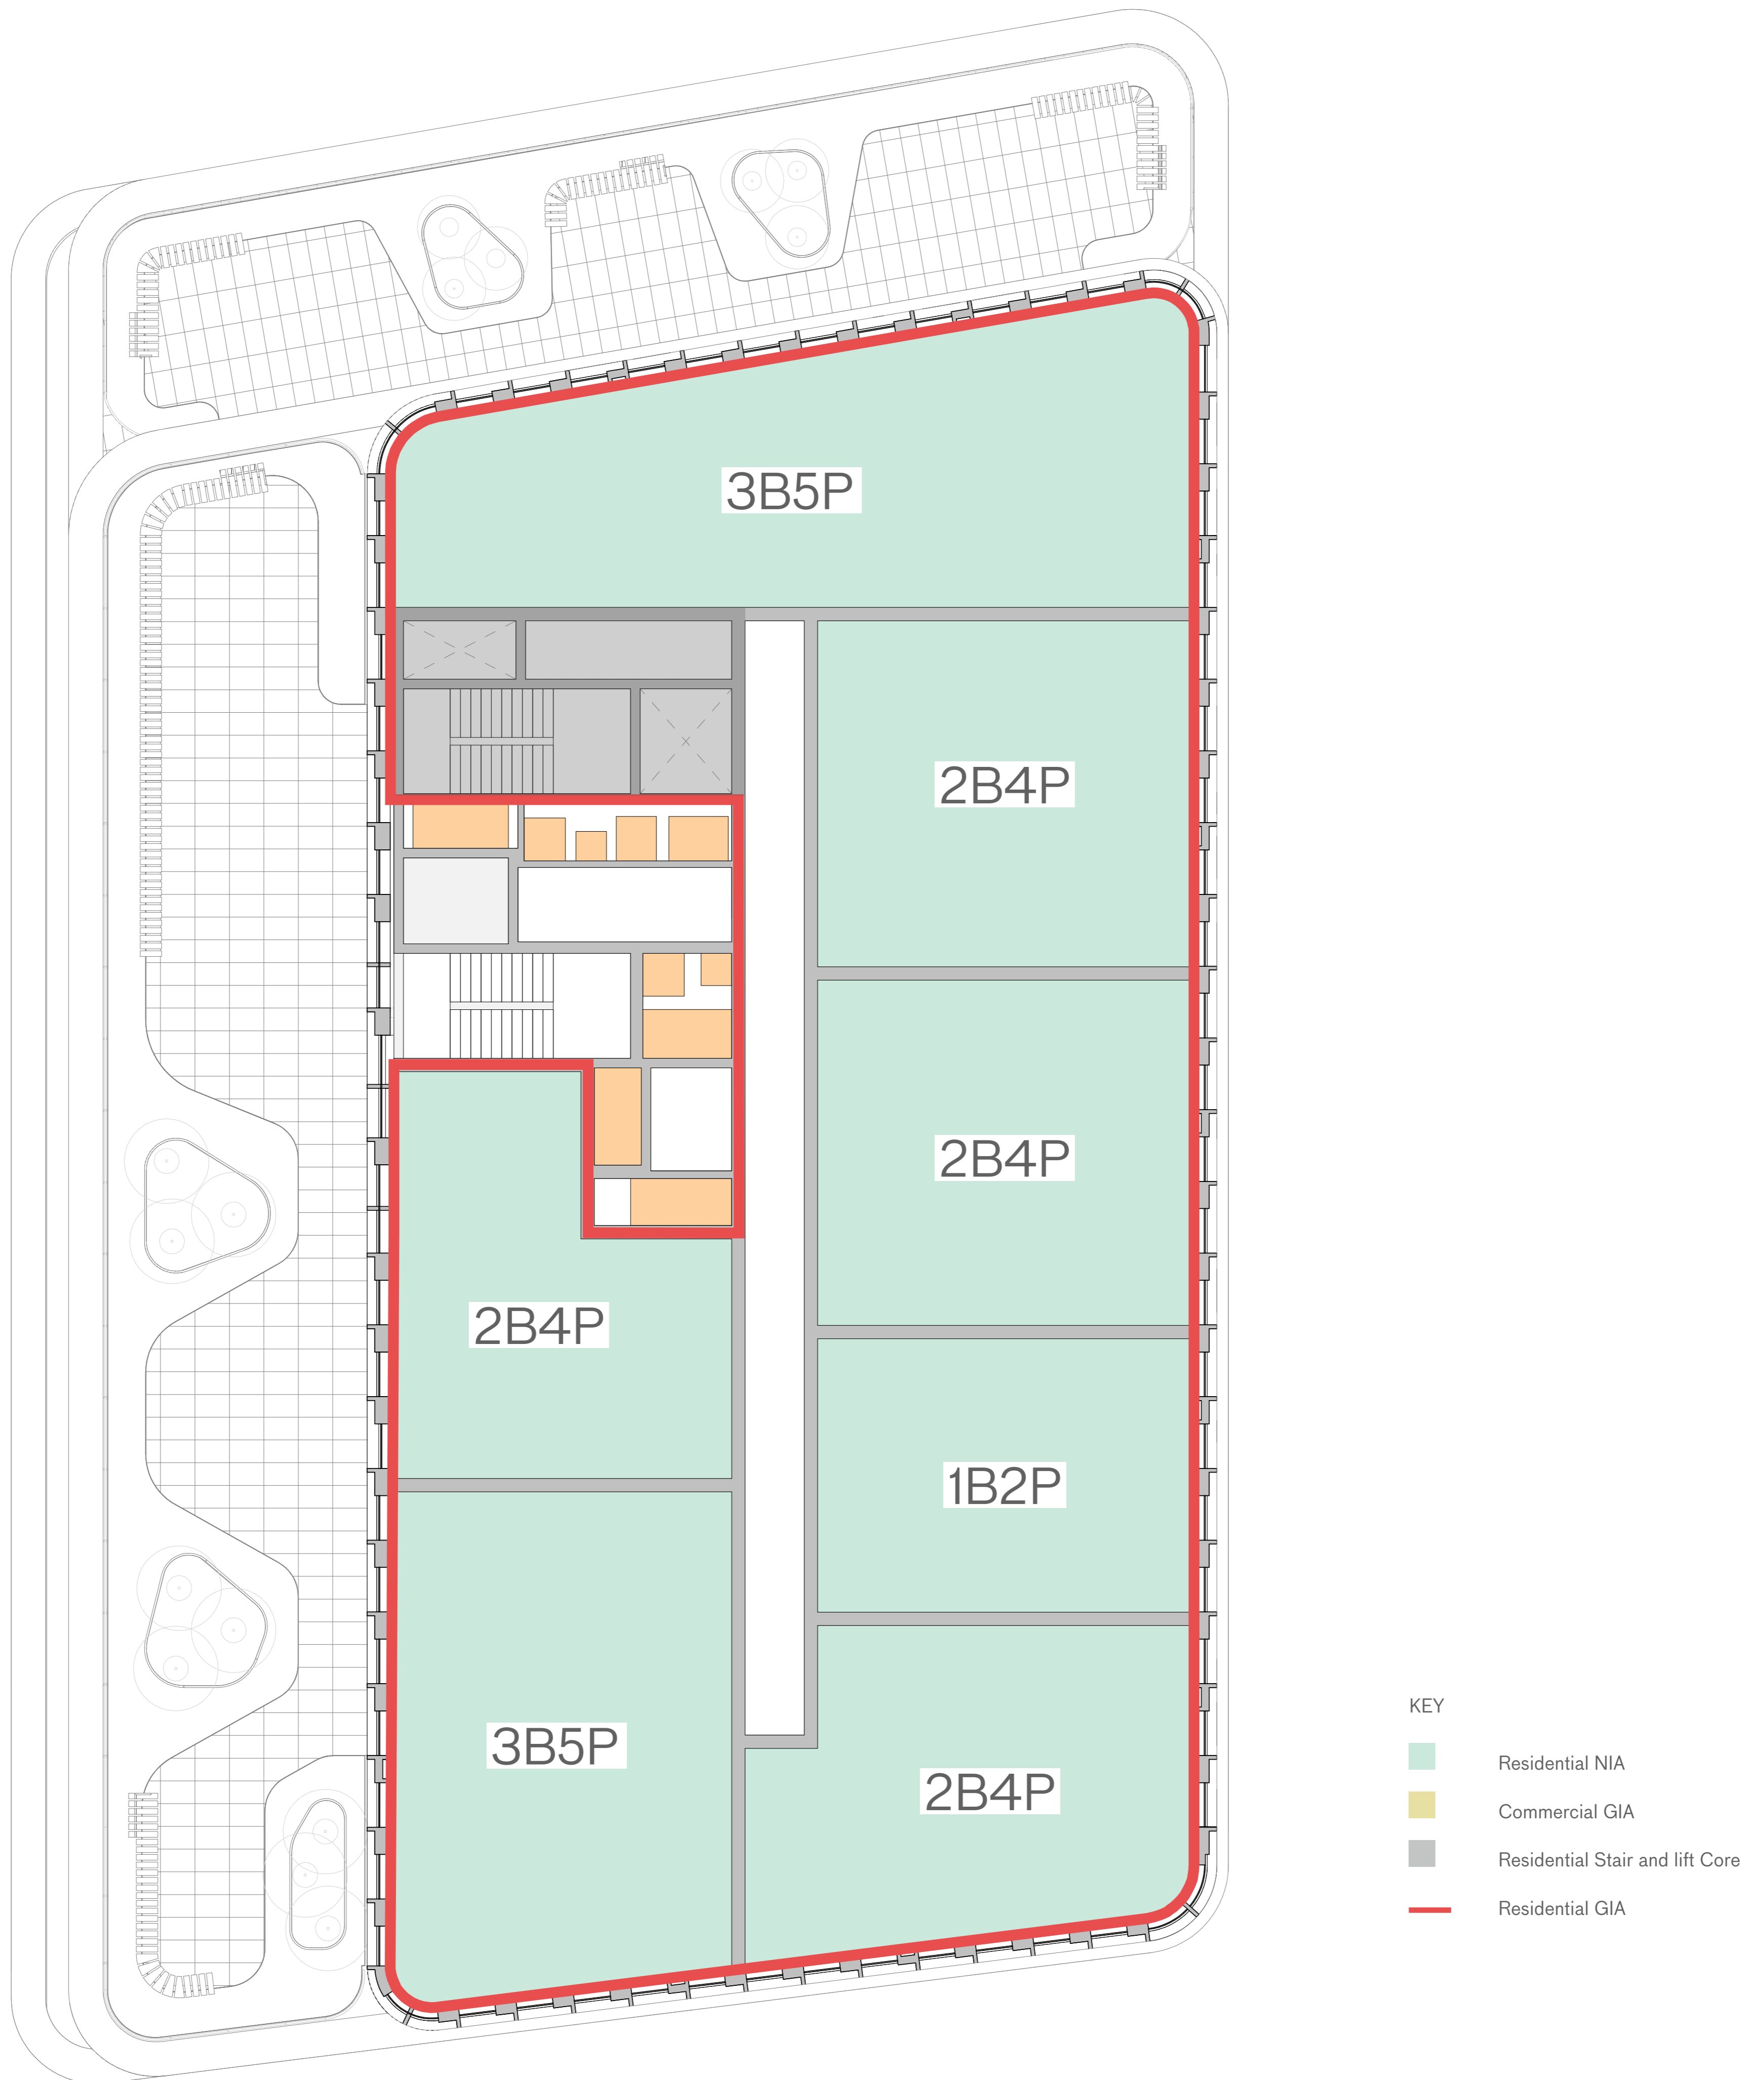 3B5P
2B4P
2B4P
2B4P
1B2P
3B5P
2B4P
KEY
Residential NIA
Commercial GIA
Residential Stair and lift Core
Residential GIA